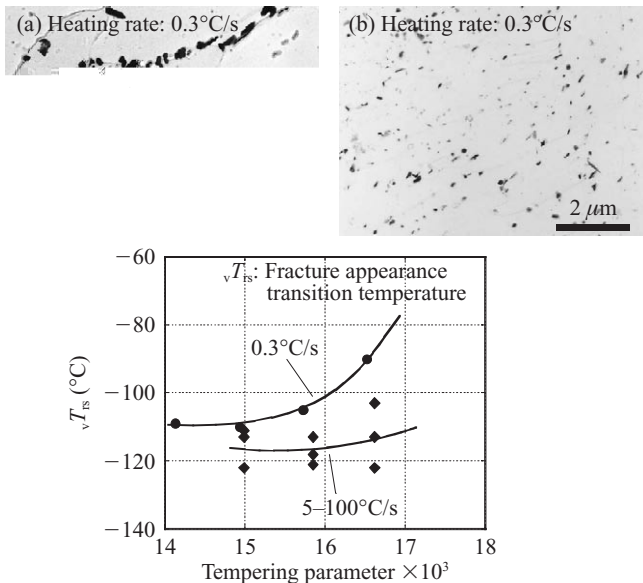 (a) Heating rate: 0.3°C/s
(b) Heating rate: 0.3°C/s
2 μm
−60
−80
−100
−120
−140
vTrs (°C)
vTrs: Fracture appearance
transition temperature
0.3°C/s
5–100°C/s
14 15 16 17 18
Tempering parameter ×10³